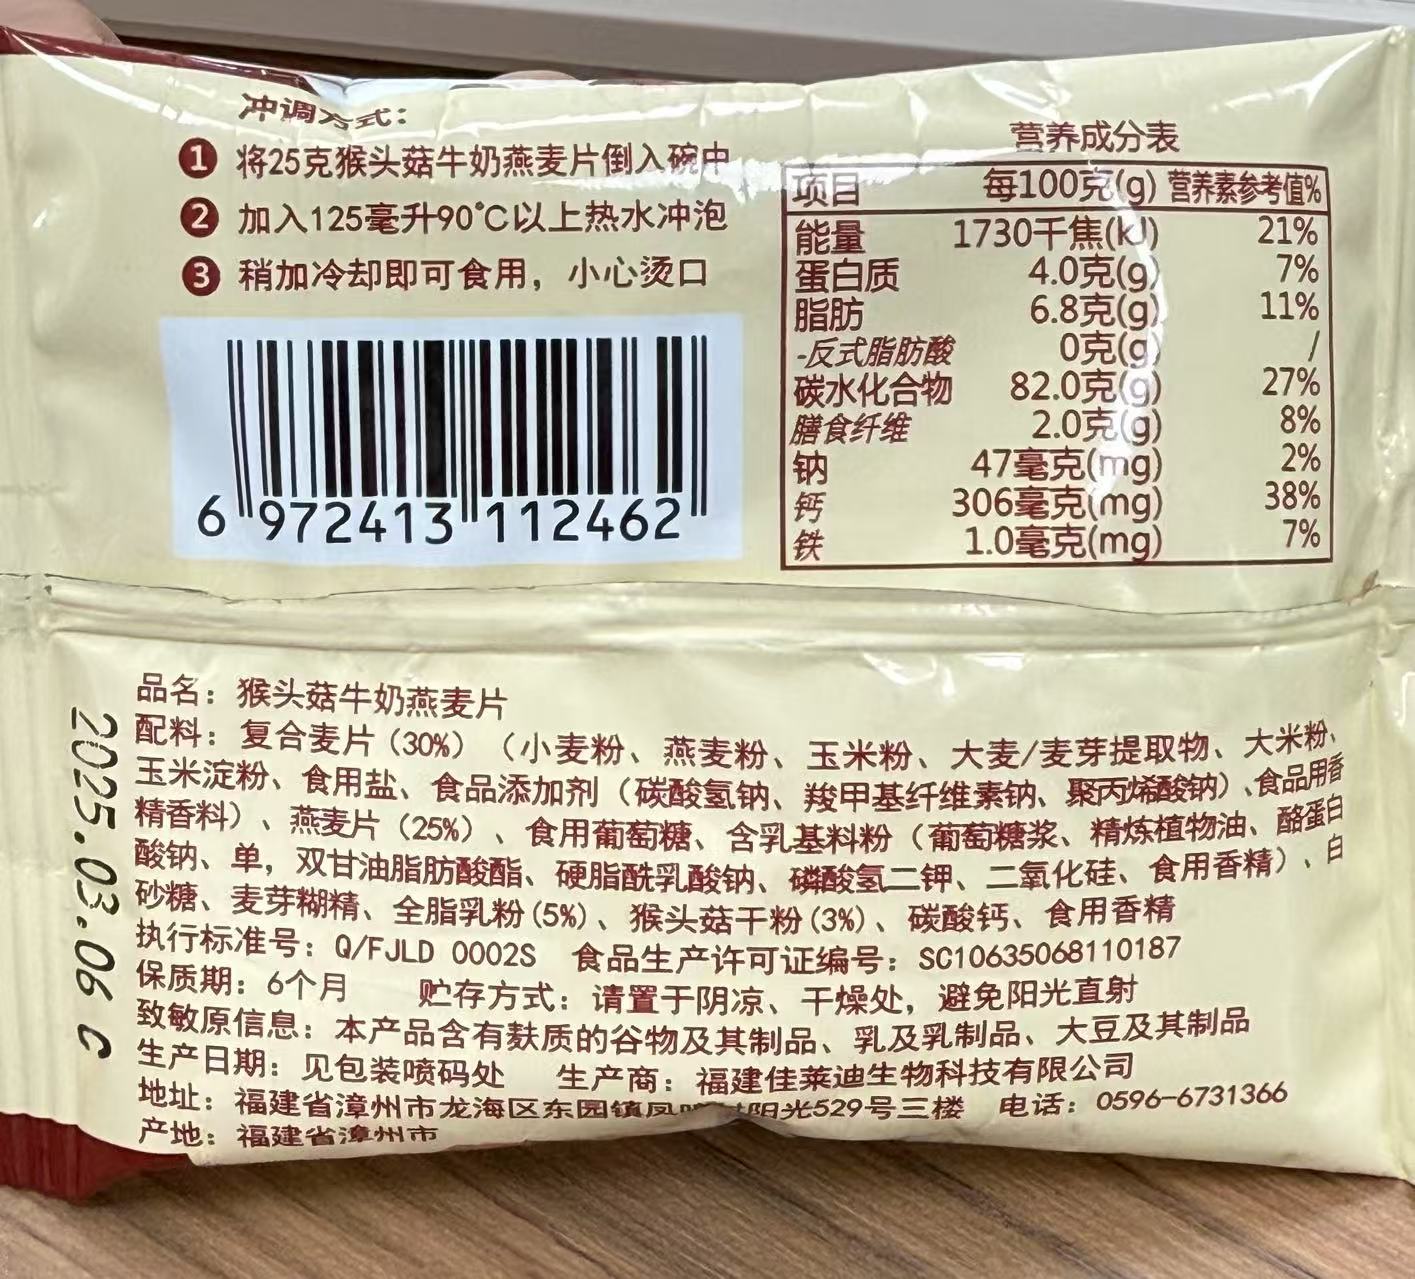 冲调方式：
1 将25克猴头菇牛奶燕麦片倒入碗中
2 加入125毫升90℃以上热水冲泡
3 稍加冷却即可食用，小心烫口
6 972413 112462
营养成分表
项目 每100克(g) 营养素参考值%
能量 1730千焦(kJ) 21%
蛋白质 4.0克(g) 7%
脂肪 6.8克(g) 11%
-反式脂肪酸 0克(g) /
碳水化合物 82.0克(g) 27%
膳食纤维 2.0克(g) 8%
钠 47毫克(mg) 2%
钙 306毫克(mg) 38%
铁 1.0毫克(mg) 7%
品名：猴头菇牛奶燕麦片
配料：复合麦片（30%）（小麦粉、燕麦粉、玉米粉、大麦/麦芽提取物、大米粉、
玉米淀粉、食用盐、食品添加剂（碳酸氢钠、羧甲基纤维素钠、聚丙烯酸钠）、食品用香
精香料）、燕麦片（25%）、食用葡萄糖、含乳基料粉（葡萄糖浆、精炼植物油、酪蛋白
酸钠、单，双甘油脂肪酸酯、硬脂酰乳酸钠、磷酸氢二钾、二氧化硅、食用香精）、白
砂糖、麦芽糊精、全脂乳粉(5%)、猴头菇干粉(3%)、碳酸钙、食用香精
执行标准号：Q/FJLD 0002S 食品生产许可证编号：SC10635068110187
保质期：6个月 贮存方式：请置于阴凉、干燥处，避免阳光直射
致敏原信息：本产品含有麸质的谷物及其制品、乳及乳制品、大豆及其制品
生产日期：见包装喷码处 生产商：福建佳莱迪生物科技有限公司
地址：福建省漳州市龙海区东园镇凤 阳光529号三楼 电话：0596-6731366
产地：福建省漳州市
2025.03.06 C